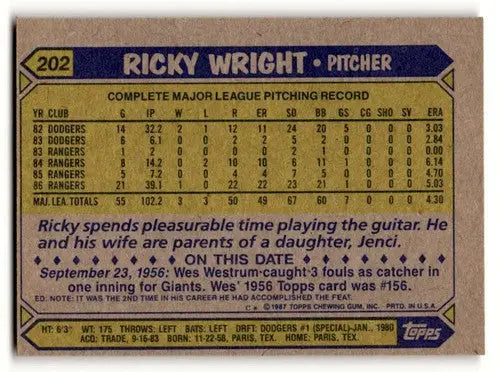 202 RICKY WRIGHT • PITCHER
COMPLETE MAJOR LEAGUE PITCHING RECORD
YR CLUB G IP W L R ER SO BB GS CG SHO SV ERA
82 DODGERS 14 32.2 2 1 12 11 24 20 5 0 0 0 3.03
83 DODGERS 6 6.1 0 0 2 2 5 2 0 0 0 0 2.84
83 RANGERS 1 2 0 0 0 0 2 1 0 0 0 0 0.00
84 RANGERS 8 14.2 0 2 10 10 6 11 1 0 0 0 6.14
85 RANGERS 5 7.2 0 0 4 4 7 5 0 0 0 0 4.70
86 RANGERS 21 39.1 1 0 22 22 23 21 1 0 0 0 5.03
MAJ. LEA. TOTALS 55 102.2 3 3 50 49 67 60 7 0 0 0 4.30
Ricky spends pleasurable time playing the guitar. He
and his wife are parents of a daughter, Jenci.
ON THIS DATE
September 23, 1956: Wes Westrum caught 3 fouls as catcher in
one inning for Giants. Wes' 1956 Topps card was #156.
ED. NOTE: IT WAS THE 2ND TIME IN HIS CAREER HE HAD ACCOMPLISHED THE FEAT.
©1987 TOPPS CHEWING GUM, INC. PRTD. IN U.S.A.
HT: 6'3" WT: 175 THROWS: LEFT BATS: LEFT DRFT: DODGERS #1 (SPECIAL)-JAN., 1980
ACQ: TRADE, 9-16-83 BORN: 11-22-58, PARIS, TEX. HOME: PARIS, TEX.
TOPPS